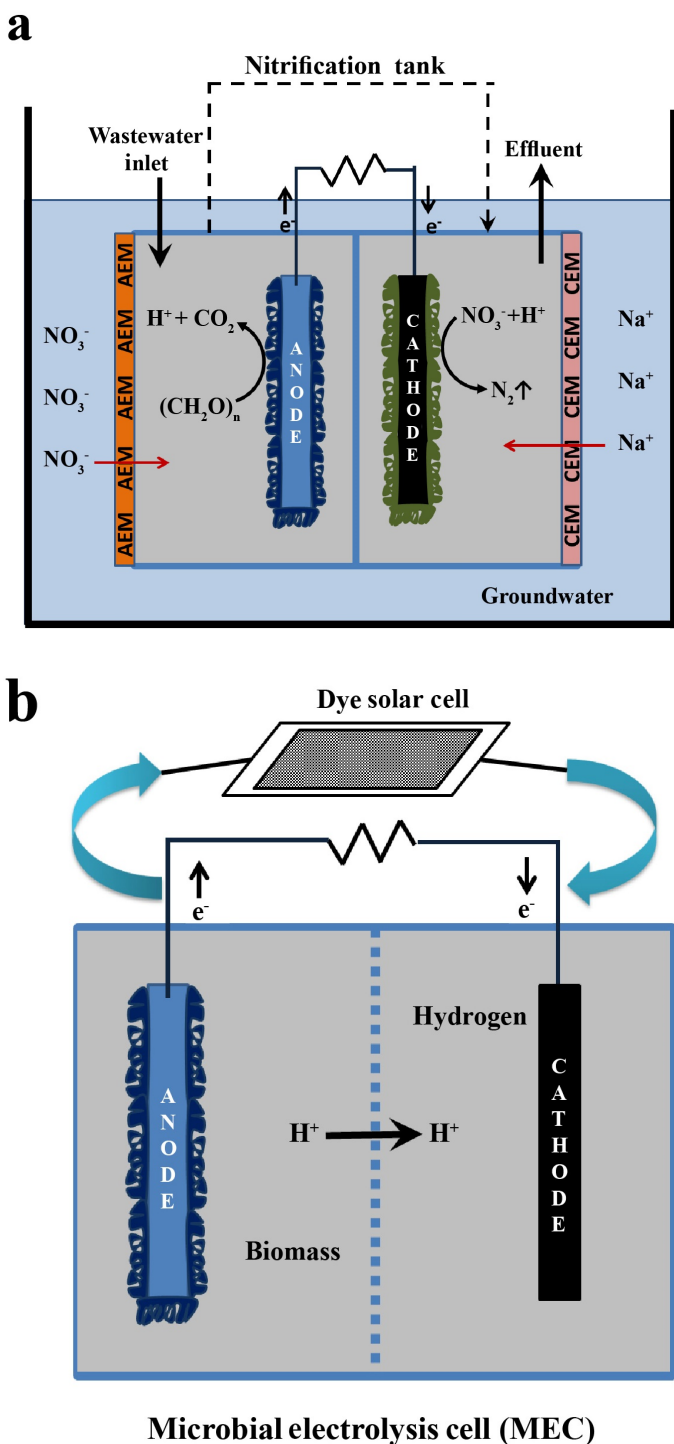 a
Nitrification tank
Wastewater
inlet
Effluent
e⁻
e⁻
AEM AEM AEM AEM AEM
CEM CEM CEM CEM CEM
H⁺ + CO₂
(CH₂O)ₙ
ANODE
CATHODE
NO₃⁻+H⁺
N₂↑
NO₃⁻
NO₃⁻
NO₃⁻
Na⁺
Na⁺
Na⁺
Groundwater
b
Dye solar cell
e⁻
e⁻
Hydrogen
ANODE
CATHODE
H⁺
H⁺
Biomass
Microbial electrolysis cell (MEC)